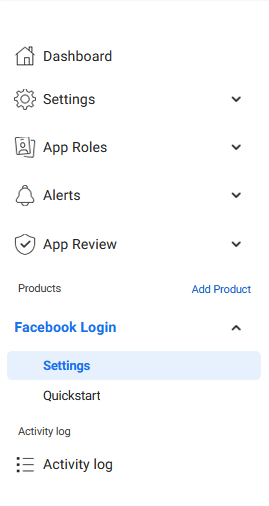 Dashboard
Settings
App Roles
Alerts
App Review
Products Add Product
Facebook Login
Settings
Quickstart
Activity log
Activity log